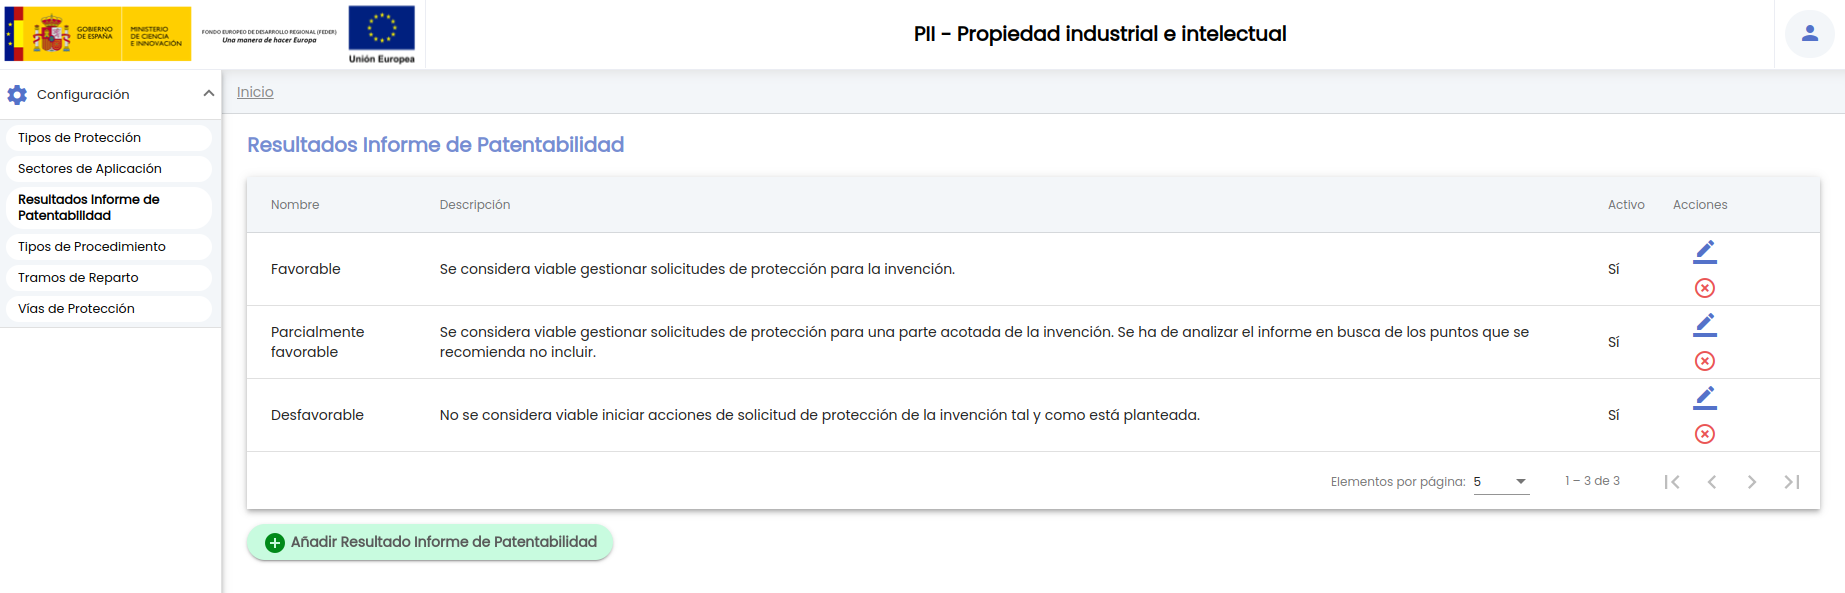 GOBIERNO
DE ESPAÑA
MINISTERIO
DE CIENCIA
E INNOVACIÓN
FONDO EUROPEO DE DESARROLLO REGIONAL (FEDER)
Una manera de hacer Europa
Unión Europea
PII - Propiedad industrial e intelectual
Configuración
Inicio
Tipos de Protección
Sectores de Aplicación
Resultados Informe de
Patentabilidad
Tipos de Procedimiento
Tramos de Reparto
Vías de Protección
Resultados Informe de Patentabilidad
Nombre Descripción Activo Acciones
Favorable Se considera viable gestionar solicitudes de protección para la invención. Sí
Parcialmente
favorable
Se considera viable gestionar solicitudes de protección para una parte acotada de la invención. Se ha de analizar el informe en busca de los puntos que se
recomienda no incluir.
Sí
Desfavorable No se considera viable iniciar acciones de solicitud de protección de la invención tal y como está planteada. Sí
Elementos por página: 5 1 – 3 de 3
Añadir Resultado Informe de Patentabilidad